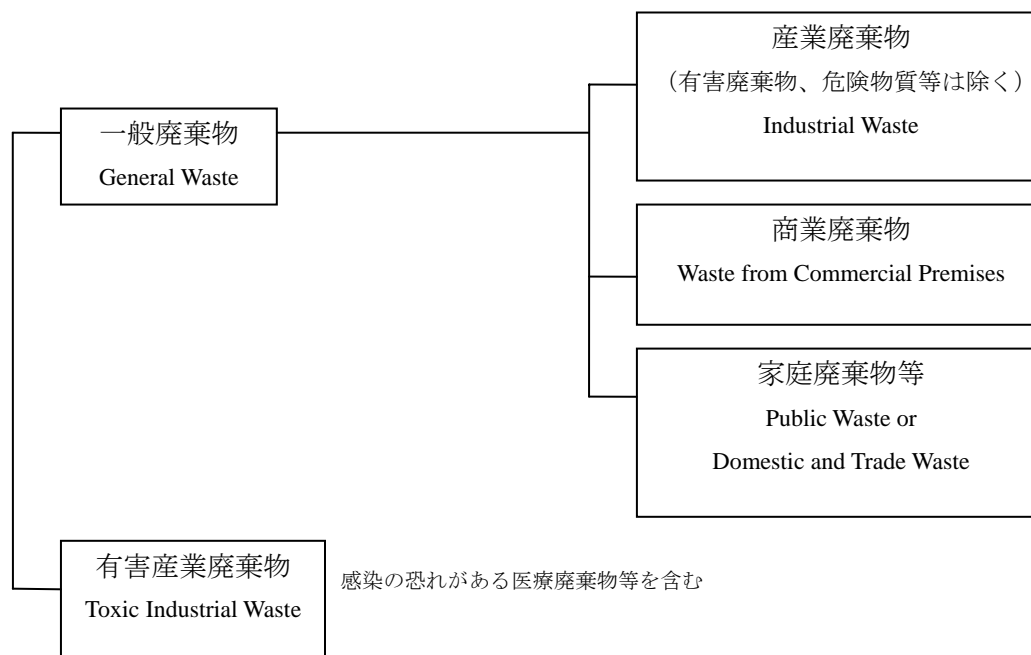 産業廃棄物
（有害廃棄物、危険物質等は除く）
Industrial Waste
一般廃棄物
General Waste
商業廃棄物
Waste from Commercial Premises
家庭廃棄物等
Public Waste or
Domestic and Trade Waste
有害産業廃棄物
Toxic Industrial Waste
感染の恐れがある医療廃棄物等を含む